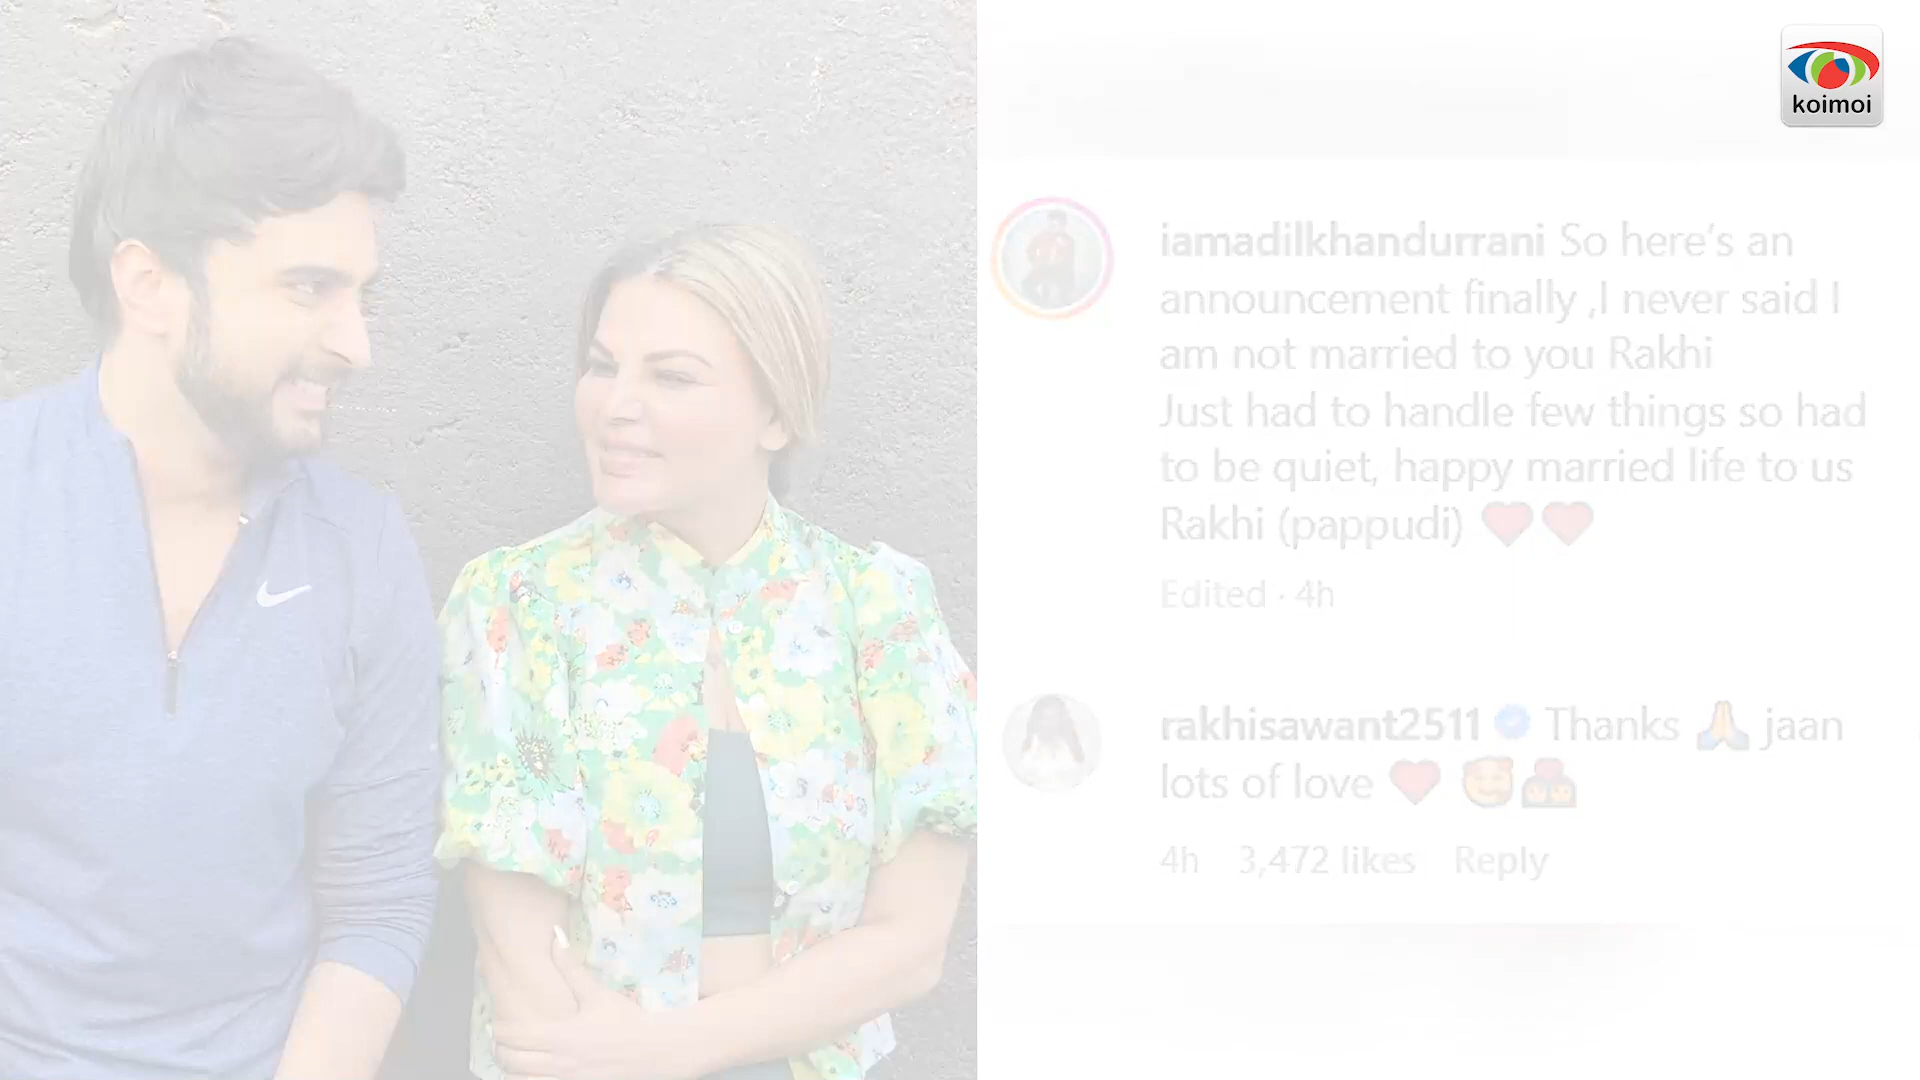 koimoi
iamadilkhandurrani So here's an
announcement finally ,I never said I
am not married to you Rakhi
Just had to handle few things so had
to be quiet, happy married life to us
Rakhi (pappudi) ❤️❤️
Edited · 4h
rakhisawant2511 Thanks 🙏 jaan
lots of love ❤️ 🥰💏
4h 3,472 likes Reply